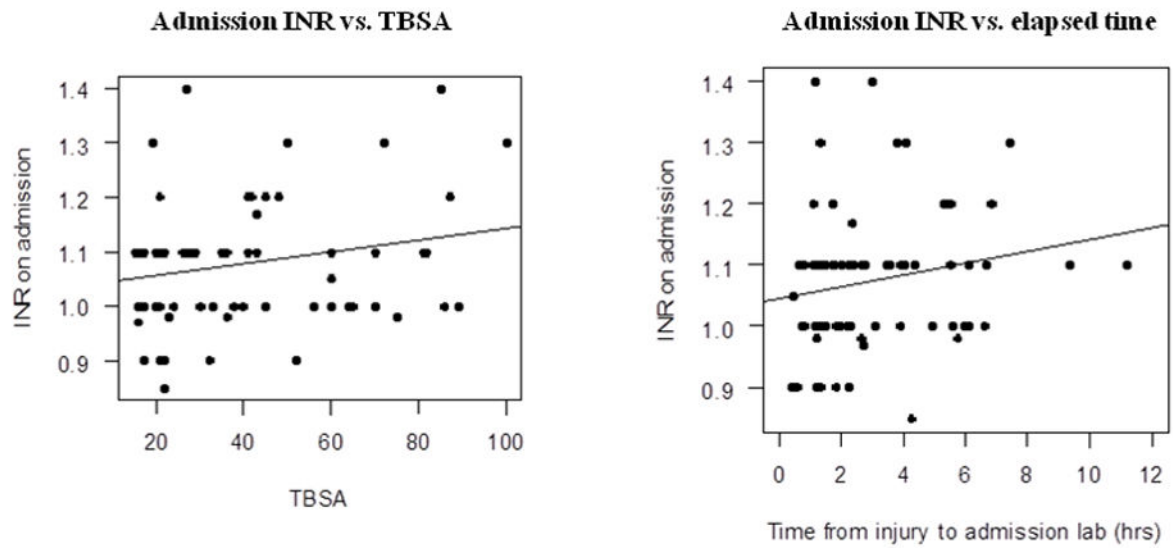 Admission INR vs. TBSA
INR on admission
1.4
1.3
1.2
1.1
1.0
0.9
20 40 60 80 100
TBSA
Admission INR vs. elapsed time
INR on admission
1.4
1.3
1.2
1.1
1.0
0.9
0 2 4 6 8 10 12
Time from injury to admission lab (hrs)